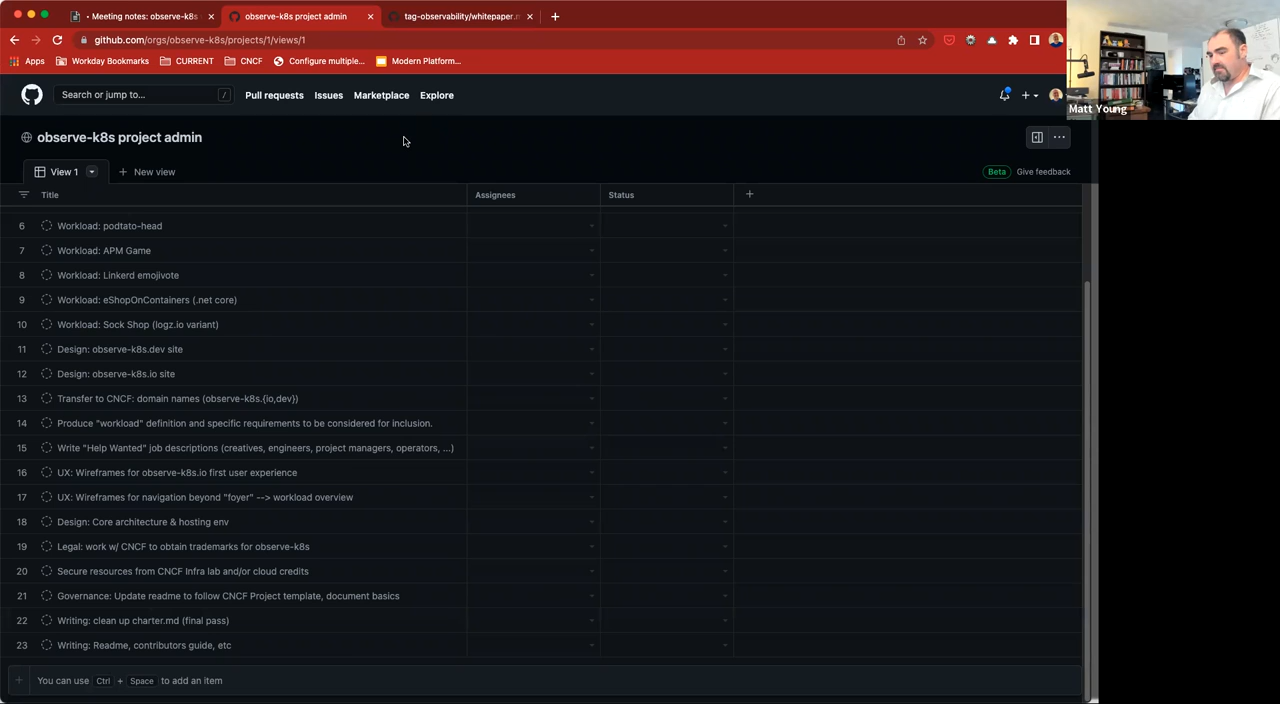 Meeting notes: observe-k8s
observe-k8s project admin
tag-observability/whitepaper.m
github.com/orgs/observe-k8s/projects/1/views/1
Apps
Workday Bookmarks
CURRENT
CNCF
Configure multiple...
Modern Platform...
Search or jump to...
/
Pull requests
Issues
Marketplace
Explore
Matt Young
observe-k8s project admin
View 1
New view
Beta
Give feedback
Title
Assignees
Status
6 Workload: podtato-head
7 Workload: APM Game
8 Workload: Linkerd emojivote
9 Workload: eShopOnContainers (.net core)
10 Workload: Sock Shop (logz.io variant)
11 Design: observe-k8s.dev site
12 Design: observe-k8s.io site
13 Transfer to CNCF: domain names (observe-k8s.{io,dev})
14 Produce "workload" definition and specific requirements to be considered for inclusion.
15 Write "Help Wanted" job descriptions (creatives, engineers, project managers, operators, ...)
16 UX: Wireframes for observe-k8s.io first user experience
17 UX: Wireframes for navigation beyond "foyer" --> workload overview
18 Design: Core architecture & hosting env
19 Legal: work w/ CNCF to obtain trademarks for observe-k8s
20 Secure resources from CNCF Infra lab and/or cloud credits
21 Governance: Update readme to follow CNCF Project template, document basics
22 Writing: clean up charter.md (final pass)
23 Writing: Readme, contributors guide, etc
You can use Ctrl + Space to add an item